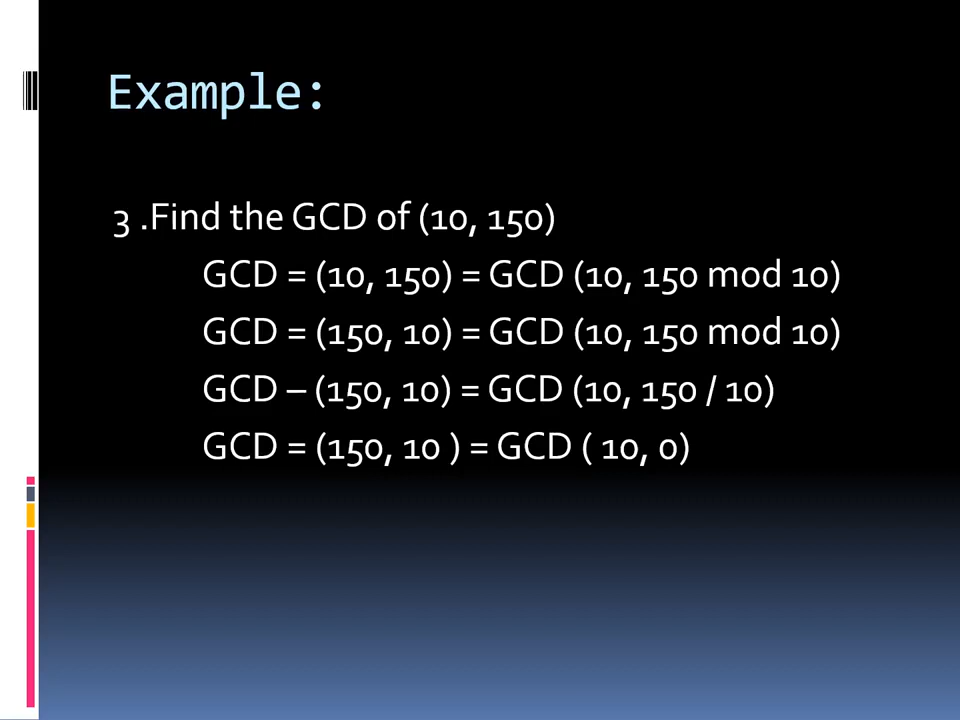 Example:
3 .Find the GCD of (10, 150)
GCD = (10, 150) = GCD (10, 150 mod 10)
GCD = (150, 10) = GCD (10, 150 mod 10)
GCD – (150, 10) = GCD (10, 150 / 10)
GCD = (150, 10 ) = GCD ( 10, 0)